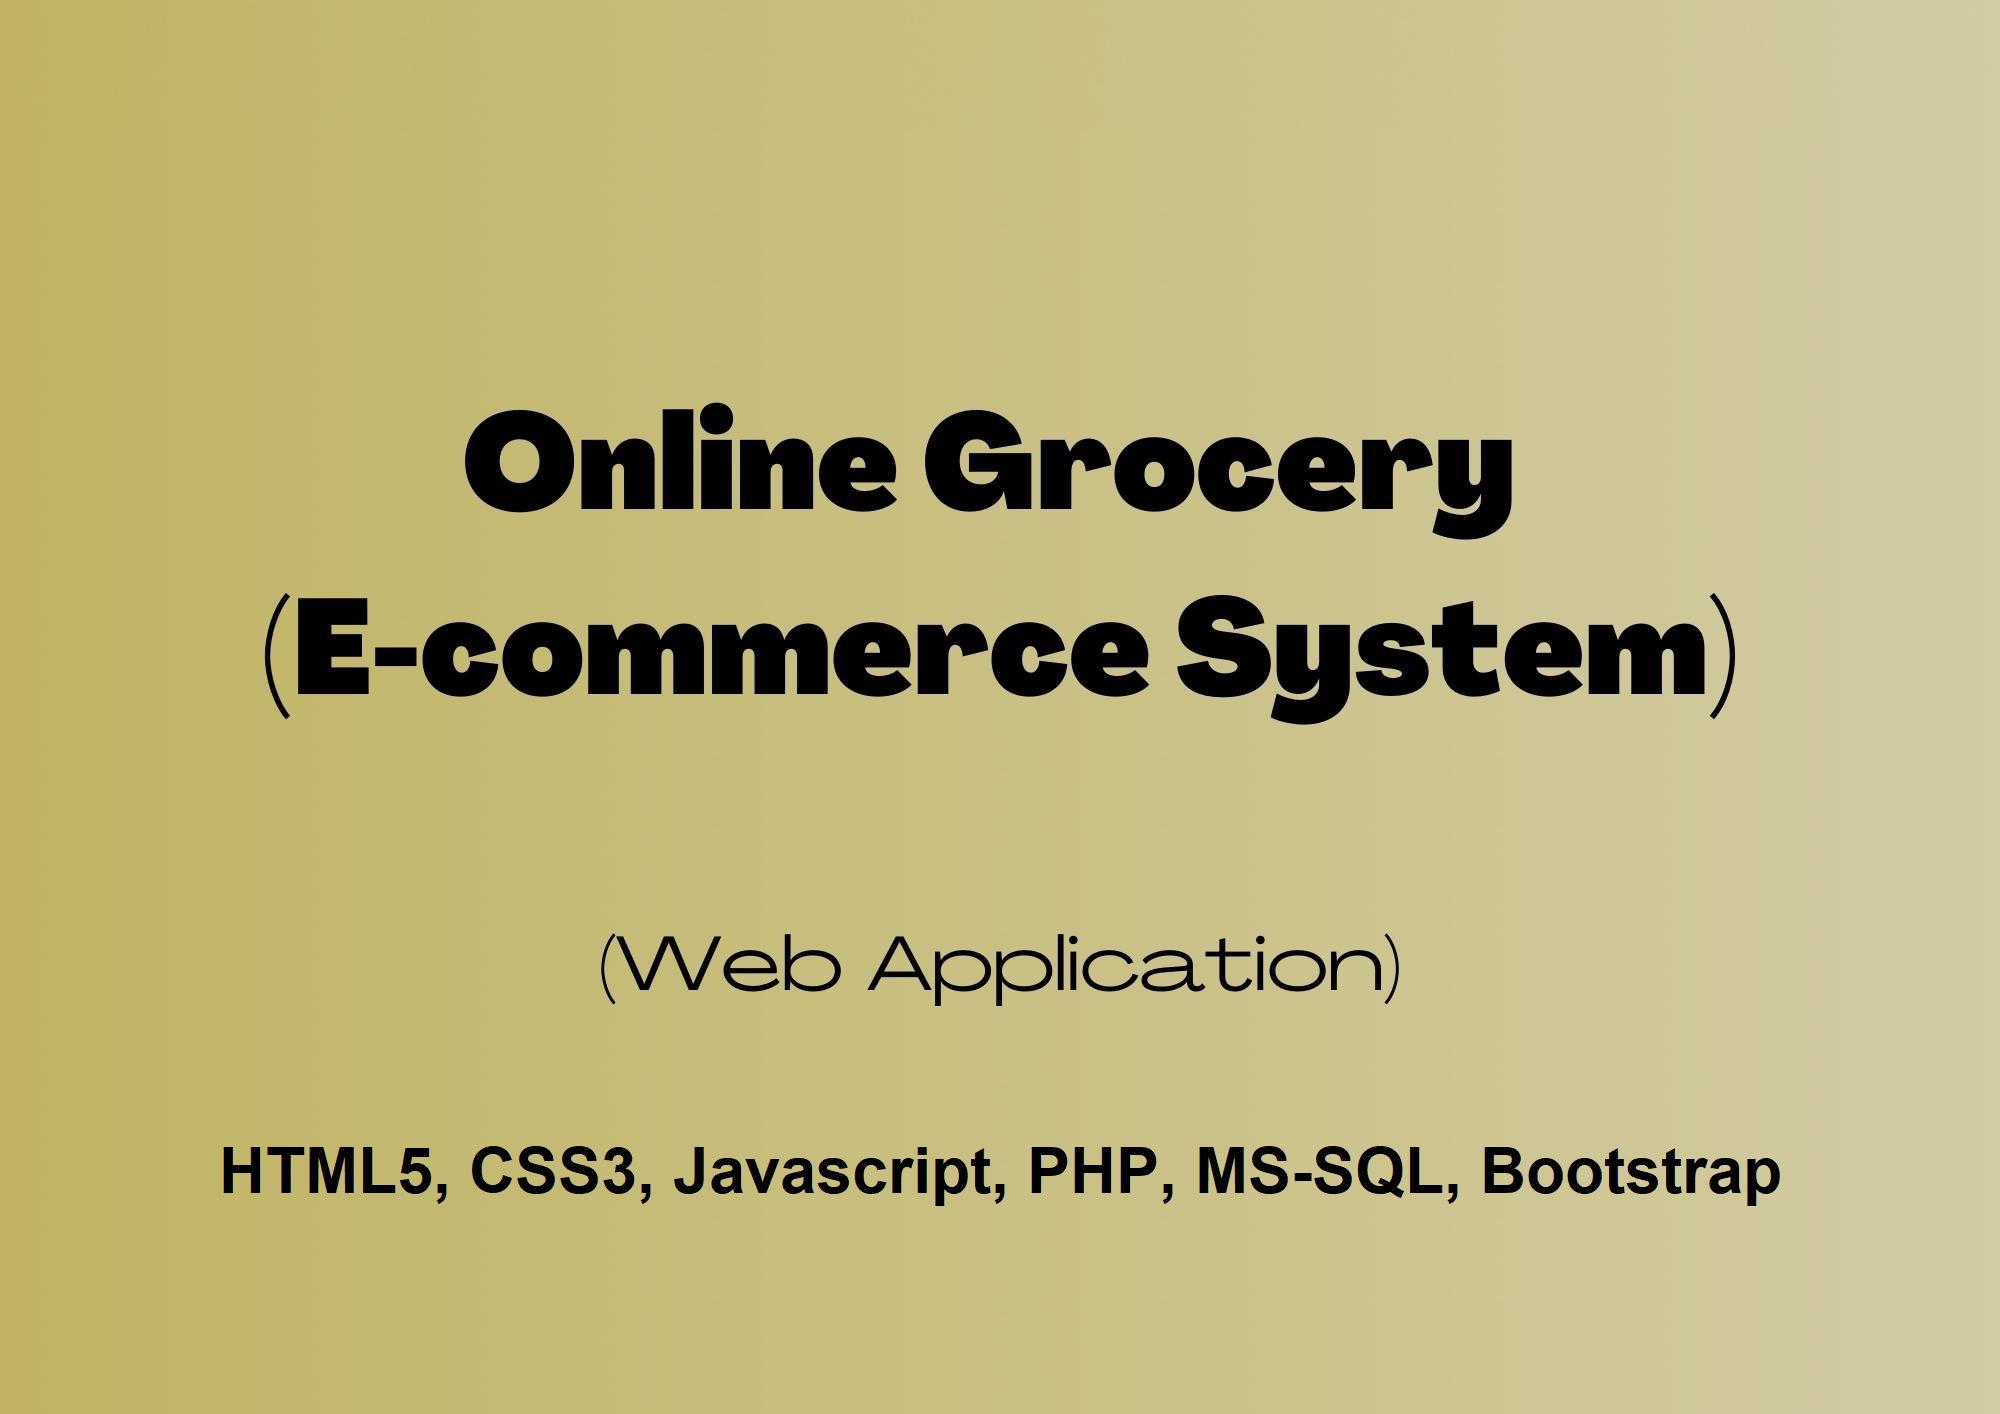 Online Grocery
(E-commerce System)
(Web Application)
HTML5, CSS3, Javascript, PHP, MS-SQL, Bootstrap